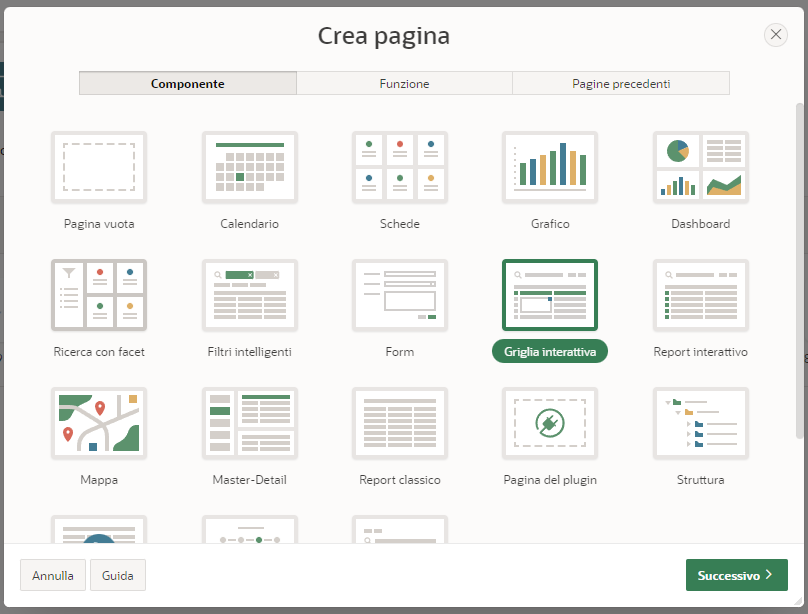 Crea pagina
Componente
Funzione
Pagine precedenti
Pagina vuota
Calendario
Schede
Grafico
Dashboard
Ricerca con facet
Filtri intelligenti
Form
Griglia interattiva
Report interattivo
Mappa
Master-Detail
Report classico
Pagina del plugin
Struttura
Annulla
Guida
Successivo